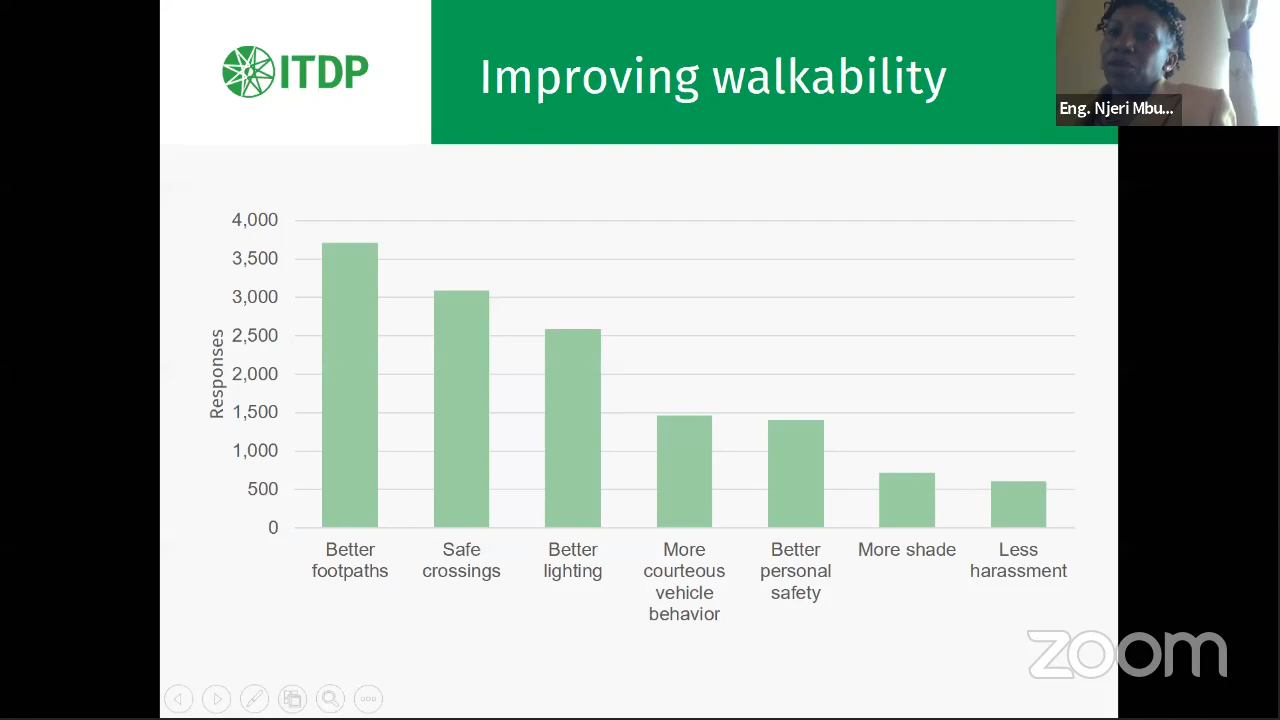 ITDP
Improving walkability
Eng. Njeri Mbu...
4,000
3,500
3,000
2,500
2,000
1,500
1,000
500
0
Responses
Better
footpaths
Safe
crossings
Better
lighting
More
courteous
vehicle
behavior
Better
personal
safety
More shade
Less
harassment
zoom